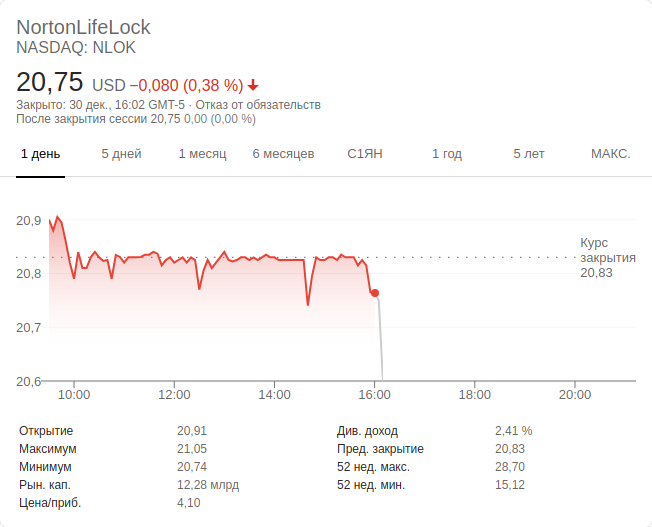 NortonLifeLock
NASDAQ: NLOK
20,75 USD −0,080 (0,38 %)
Закрыто: 30 дек., 16:02 GMT-5 · Отказ от обязательств
После закрытия сессии 20,75 0,00 (0,00 %)
1 день 5 дней 1 месяц 6 месяцев С1ЯН 1 год 5 лет МАКС.
20,9
20,8
20,7
20,6
Курс
закрытия
20,83
10:00 12:00 14:00 16:00 18:00 20:00
Открытие 20,91
Максимум 21,05
Минимум 20,74
Рын. кап. 12,28 млрд
Цена/приб. 4,10
Див. доход 2,41 %
Пред. закрытие 20,83
52 нед. макс. 28,70
52 нед. мин. 15,12